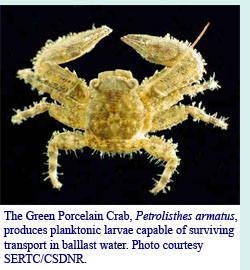 The Green Porcelain Crab, Petrolisthes armatus,
produces planktonic larvae capable of surviving
transport in balllast water. Photo courtesy
SERTC/CSDNR.